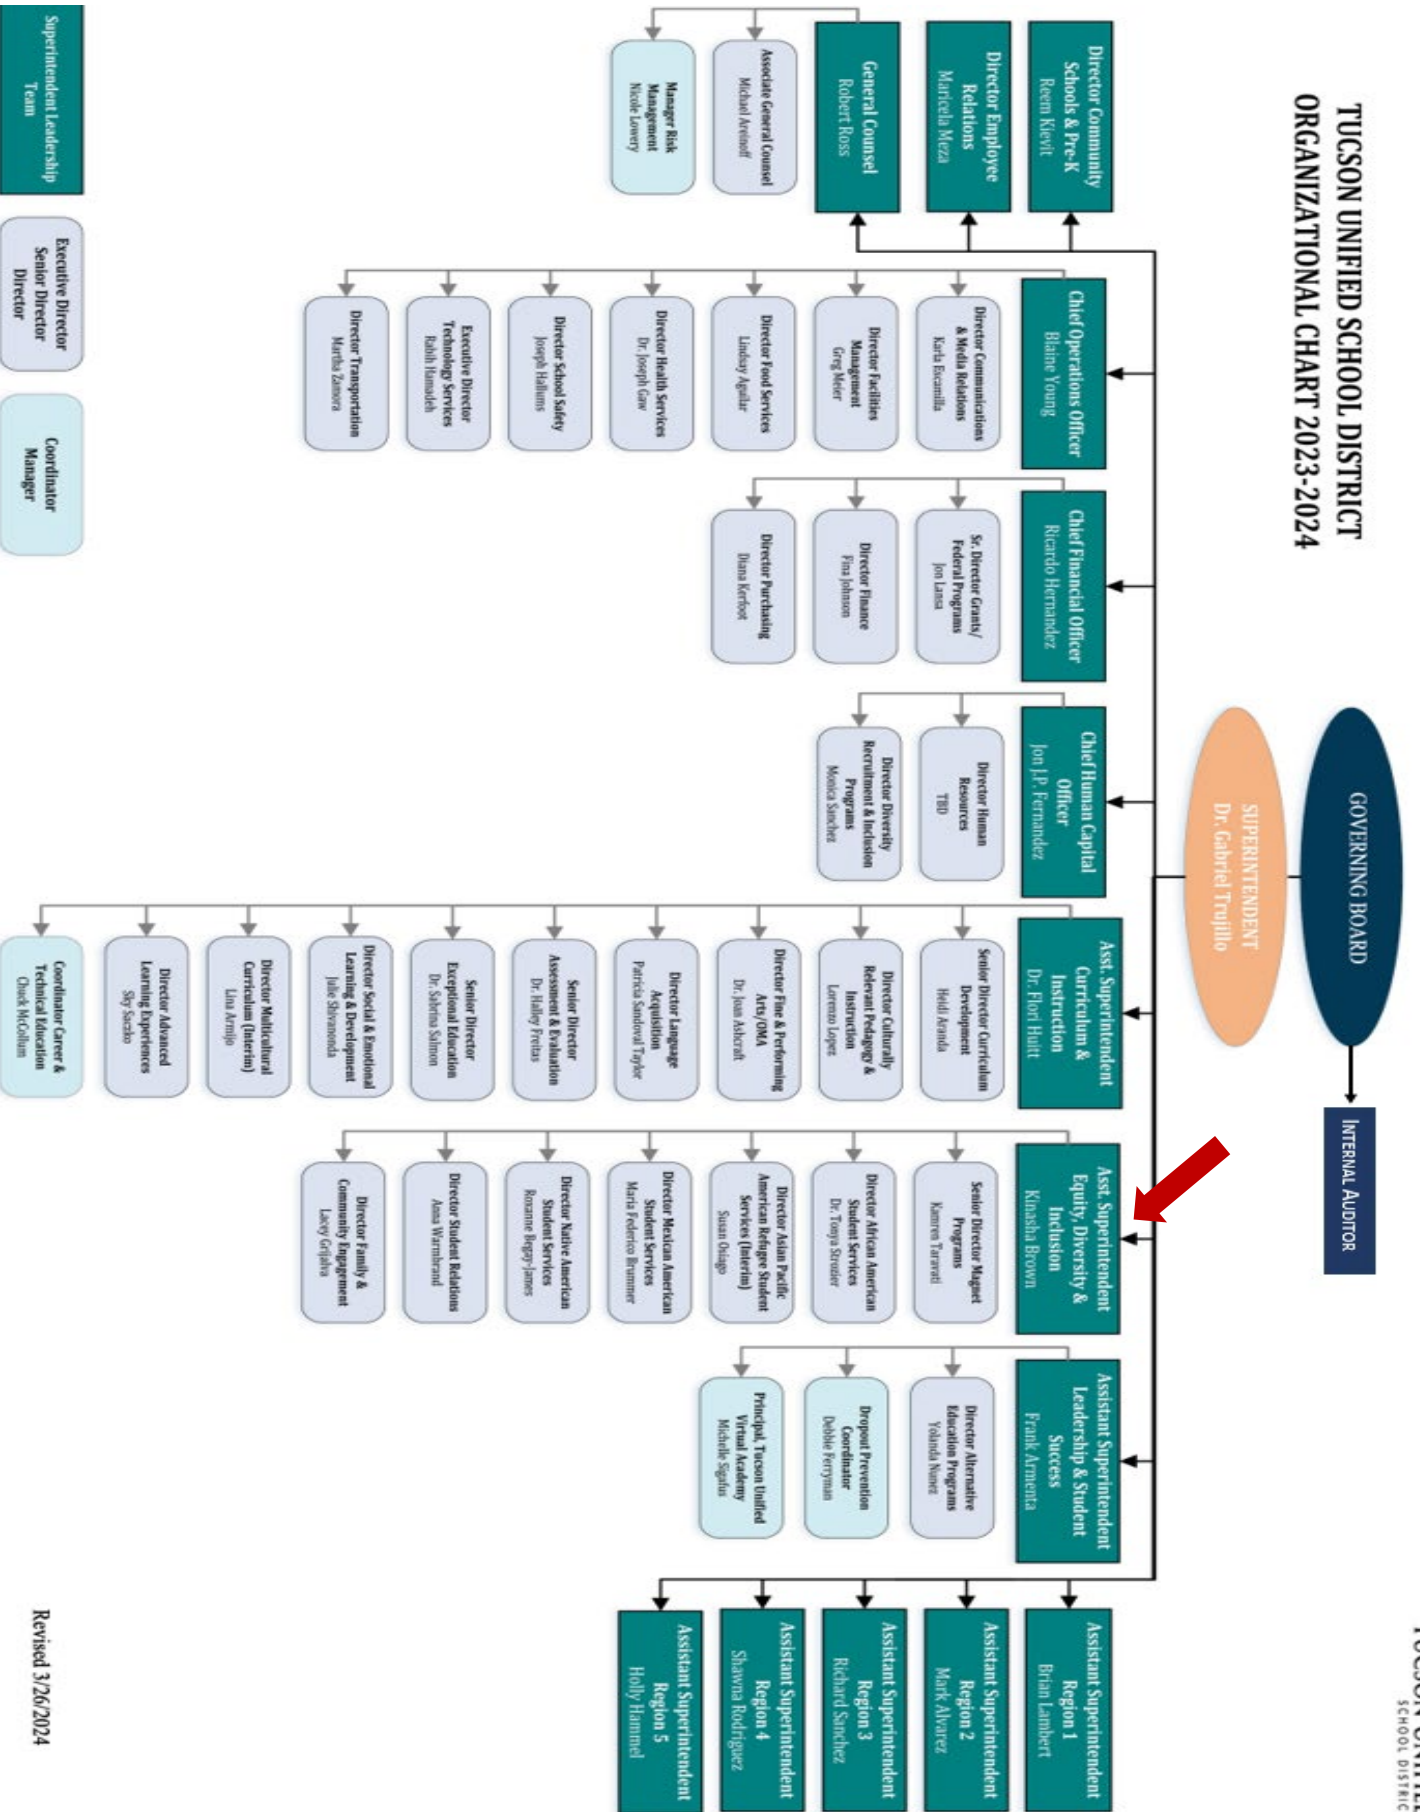 TUCSON UNIFIED SCHOOL DISTRICT
ORGANIZATIONAL CHART 2023-2024
SCHOOL DISTRIC
GOVERNING BOARD
INTERNAL AUDITOR
SUPERINTENDENT
Dr. Gabriel Trujillo
Director Community
Schools & Pre-K
Reem Kievit
Director Employee
Relations
Maricela Meza
General Counsel
Robert Ross
Associate General Counsel
Michael Areinoff
Manager Risk
Management
Nicole Lowery
Chief Operations Officer
Blaine Young
Director Communications
& Media Relations
Karla Escamilla
Director Facilities
Management
Greg Meier
Director Food Services
Lindsay Aguilar
Director Health Services
Dr. Joseph Gaw
Director School Safety
Joseph Hallums
Executive Director
Technology Services
Rabih Hamadeh
Director Transportation
Martha Zamora
Chief Financial Officer
Ricardo Hernandez
Sr. Director Grants/
Federal Programs
Jon Lansa
Director Finance
Fina Johnson
Director Purchasing
Diana Kerfoot
Chief Human Capital
Officer
Jon J.P. Fernandez
Director Human
Resources
TBD
Director Diversity
Recruitment & Inclusion
Programs
Monica Sanchez
Asst. Superintendent
Curriculum &
Instruction
Dr. Flori Huitt
Senior Director Curriculum
Development
Heidi Aranda
Director Culturally
Relevant Pedagogy &
Instruction
Lorenzo Lopez
Director Fine & Performing
Arts/OMA
Dr. Joan Ashcraft
Director Language
Acquisition
Patricia Sandoval Taylor
Senior Director
Assessment & Evaluation
Dr. Halley Freitas
Senior Director
Exceptional Education
Dr. Sabrina Salmon
Director Social & Emotional
Learning & Development
Julie Shivanonda
Director Multicultural
Curriculum (Interim)
Lina Armijo
Director Advanced
Learning Experiences
Sky Saczko
Coordinator Career &
Technical Education
Chuck McCollum
Asst. Superintendent
Equity, Diversity &
Inclusion
Kinasha Brown
Senior Director Magnet
Programs
Kamren Taravati
Director African American
Student Services
Dr. Tonya Strozier
Director Asian Pacific
American Refugee Student
Services (Interim)
Susan Osiago
Director Mexican American
Student Services
Maria Federico Brummer
Director Native American
Student Services
Roxanne Begay-James
Director Student Relations
Anna Warmbrand
Director Family &
Community Engagement
Lacey Grijalva
Assistant Superintendent
Leadership & Student
Success
Frank Armenta
Director Alternative
Education Programs
Yolanda Nunez
Dropout Prevention
Coordinator
Debbie Ferryman
Principal, Tucson Unified
Virtual Academy
Michelle Sigafus
Assistant Superintendent
Region 1
Brian Lambert
Assistant Superintendent
Region 2
Mark Alvarez
Assistant Superintendent
Region 3
Richard Sanchez
Assistant Superintendent
Region 4
Shawna Rodriguez
Assistant Superintendent
Region 5
Holly Hammel
Superintendent Leadership
Team
Executive Director
Senior Director
Director
Coordinator
Manager
Revised 3/26/2024